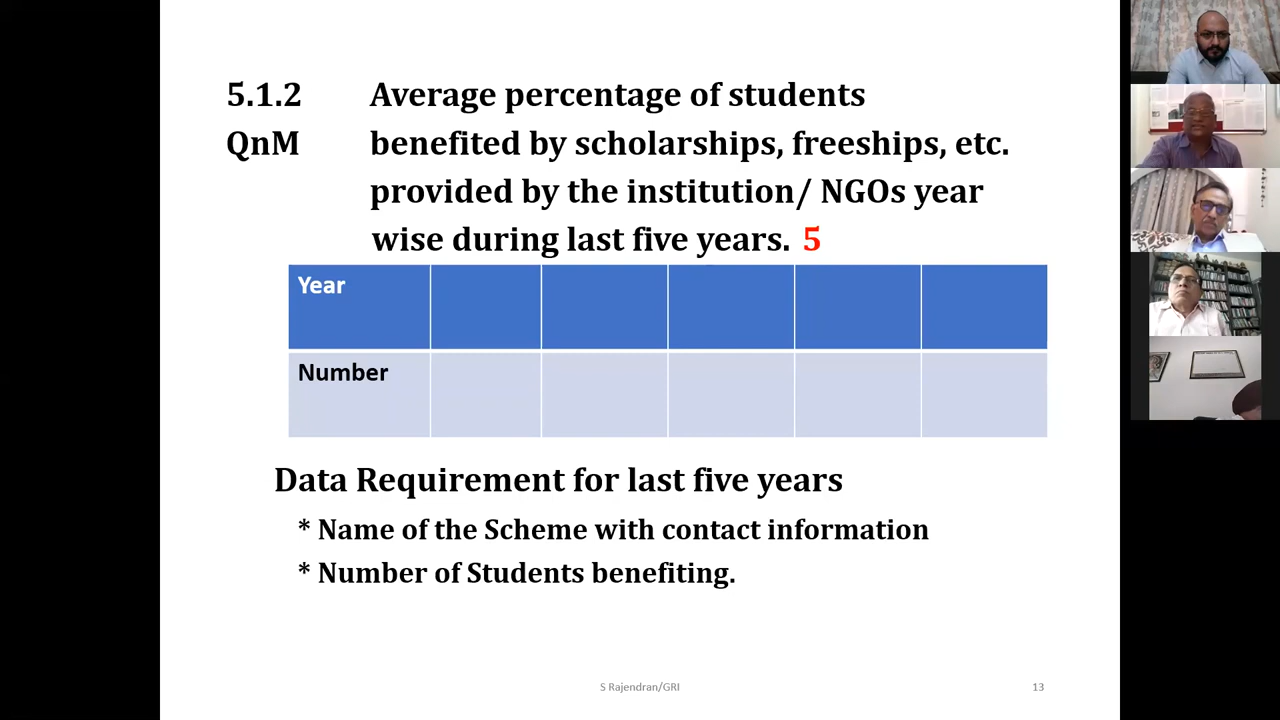 5.1.2 Average percentage of students
QnM benefited by scholarships, freeships, etc.
provided by the institution/ NGOs year
wise during last five years. 5
Year
Number
Data Requirement for last five years
* Name of the Scheme with contact information
* Number of Students benefiting.
S Rajendran/GRI 13